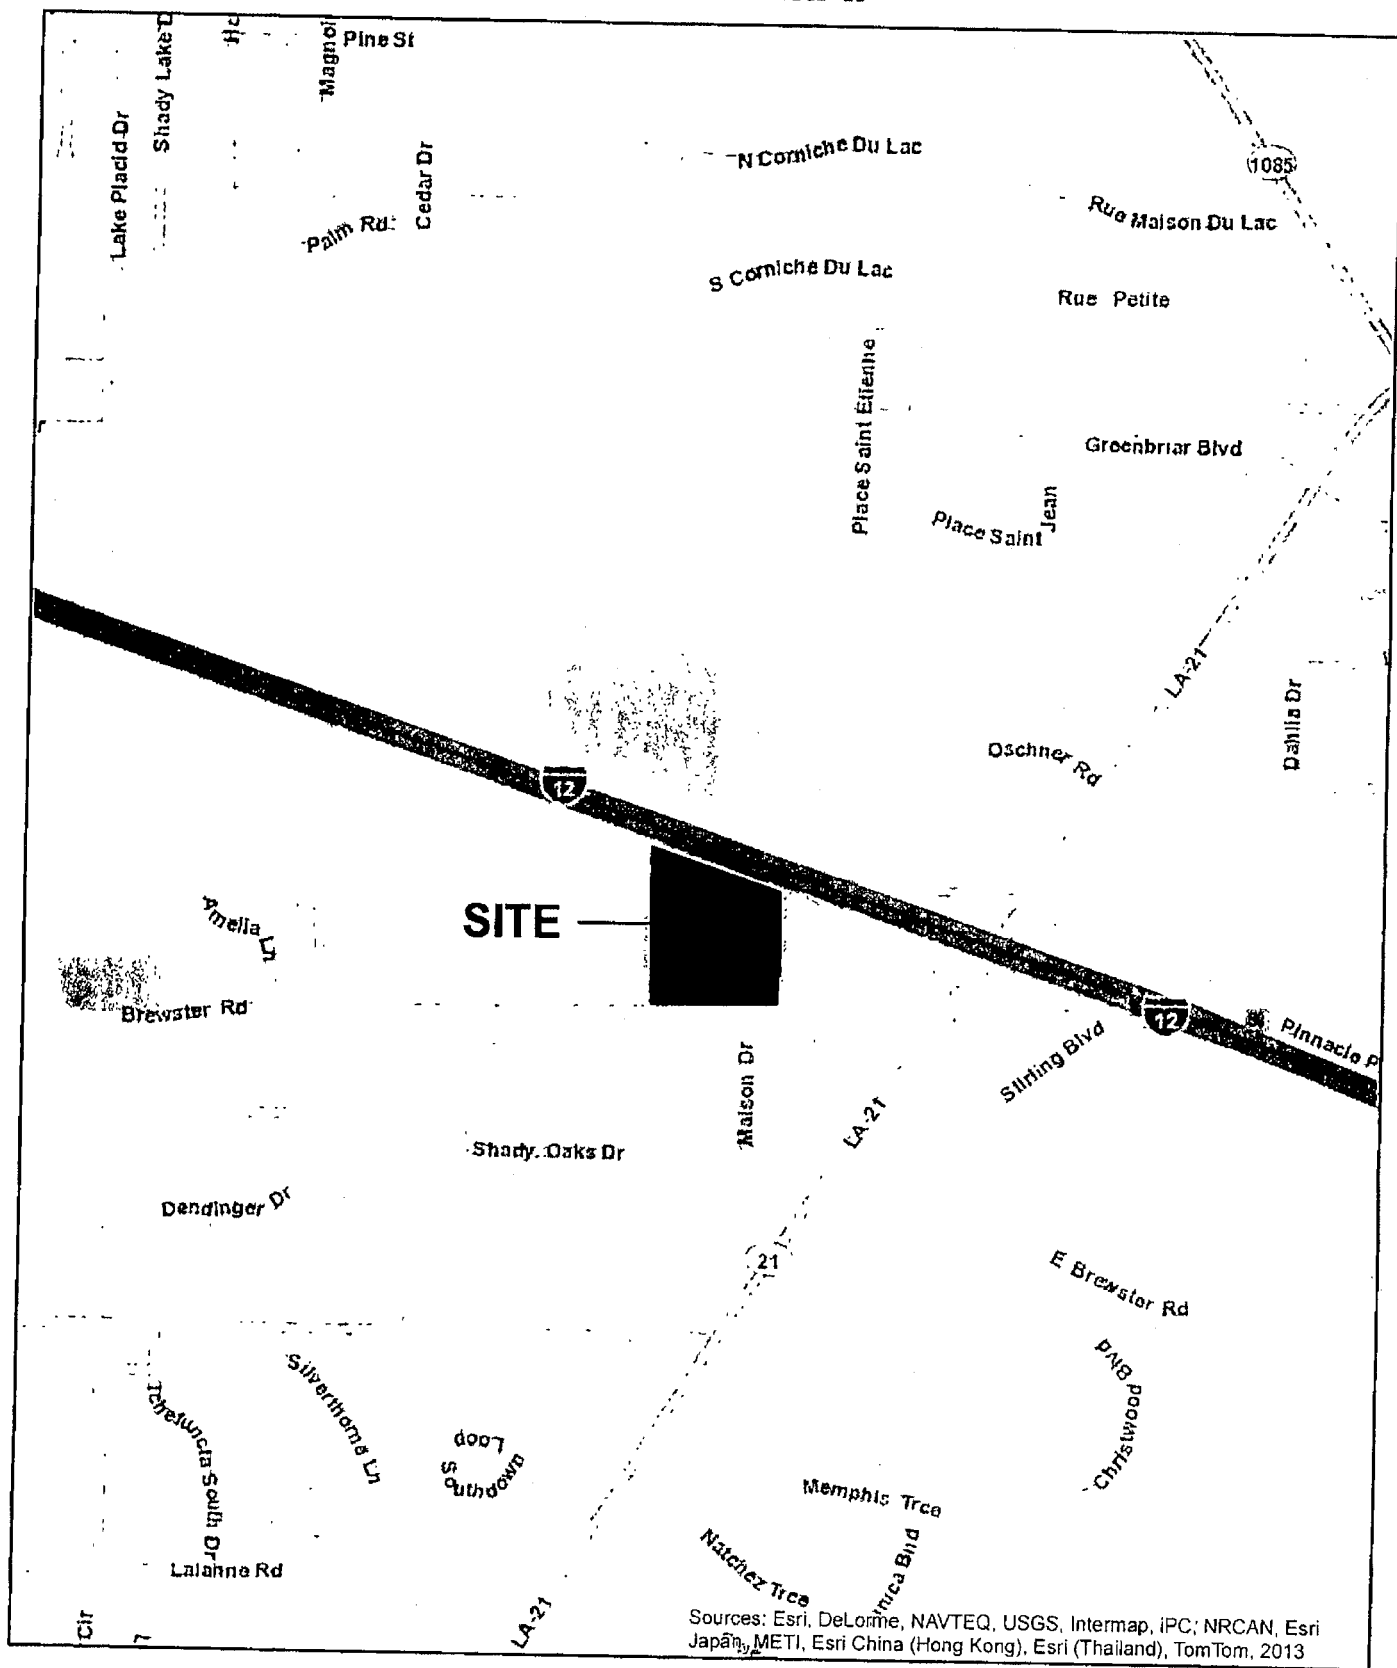 Pine St
Shady Lake D
Magnol
Lake Placid Dr
Cedar Dr
Palm Rd
N Corniche Du Lac
1085
Rue Maison Du Lac
S Corniche Du Lac
Rue Petite
Place Saint Etienne
Greenbriar Blvd
Place Saint Jean
LA-21
Dahlia Dr
Oschner Rd
12
SITE
Amelia Ln
Brewster Rd
12
Pinnacle P
Stirling Blvd
Maison Dr
LA-21
Shady Oaks Dr
Dendinger Dr
21
E Brewster Rd
Christwood Blvd
Silverthorne Ln
Tchefuncta South Dr
Southdown Loop
Memphis Trce
Natchez Trce
unica Bnd
Lalanne Rd
Cir
LA-21
Sources: Esri, DeLorme, NAVTEQ, USGS, Intermap, iPC, NRCAN, Esri
Japan, METI, Esri China (Hong Kong), Esri (Thailand), TomTom, 2013